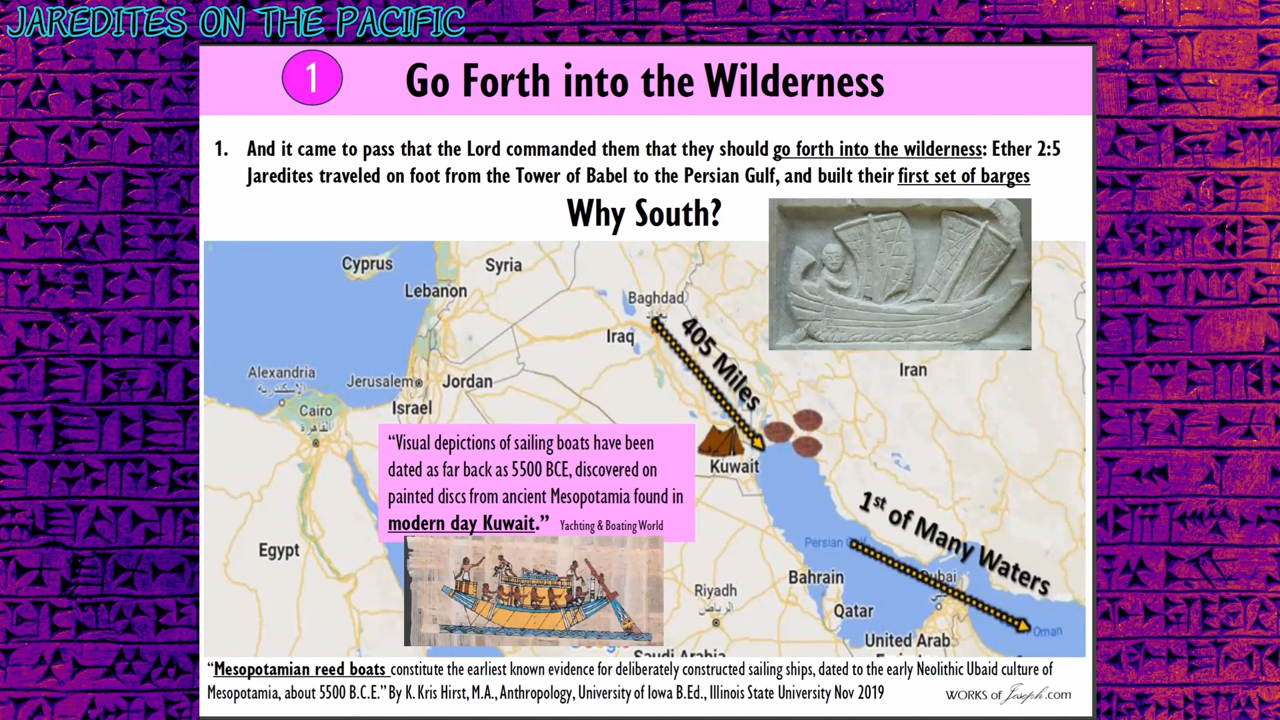 JAREDITES ON THE PACIFIC
1
Go Forth into the Wilderness
1. And it came to pass that the Lord commanded them that they should go forth into the wilderness: Ether 2:5
Jaredites traveled on foot from the Tower of Babel to the Persian Gulf, and built their first set of barges
Why South?
Cyprus
Syria
Lebanon
Baghdad
Iraq
405 Miles
Iran
Alexandria
الإسكندرية
Jerusalem
Jordan
Cairo
القاهرة
Israel
"Visual depictions of sailing boats have been
dated as far back as 5500 BCE, discovered on
painted discs from ancient Mesopotamia found in
modern day Kuwait." Yachting & Boating World
Kuwait
1st of Many Waters
Egypt
Persian Gulf
Bahrain
Dubai
Riyadh
الرياض
Qatar
United Arab
Oman
Saudi Arabia
"Mesopotamian reed boats constitute the earliest known evidence for deliberately constructed sailing ships, dated to the early Neolithic Ubaid culture of
Mesopotamia, about 5500 B.C.E." By K. Kris Hirst, M.A., Anthropology, University of Iowa B.Ed., Illinois State University Nov 2019
WORKS of Joseph.com